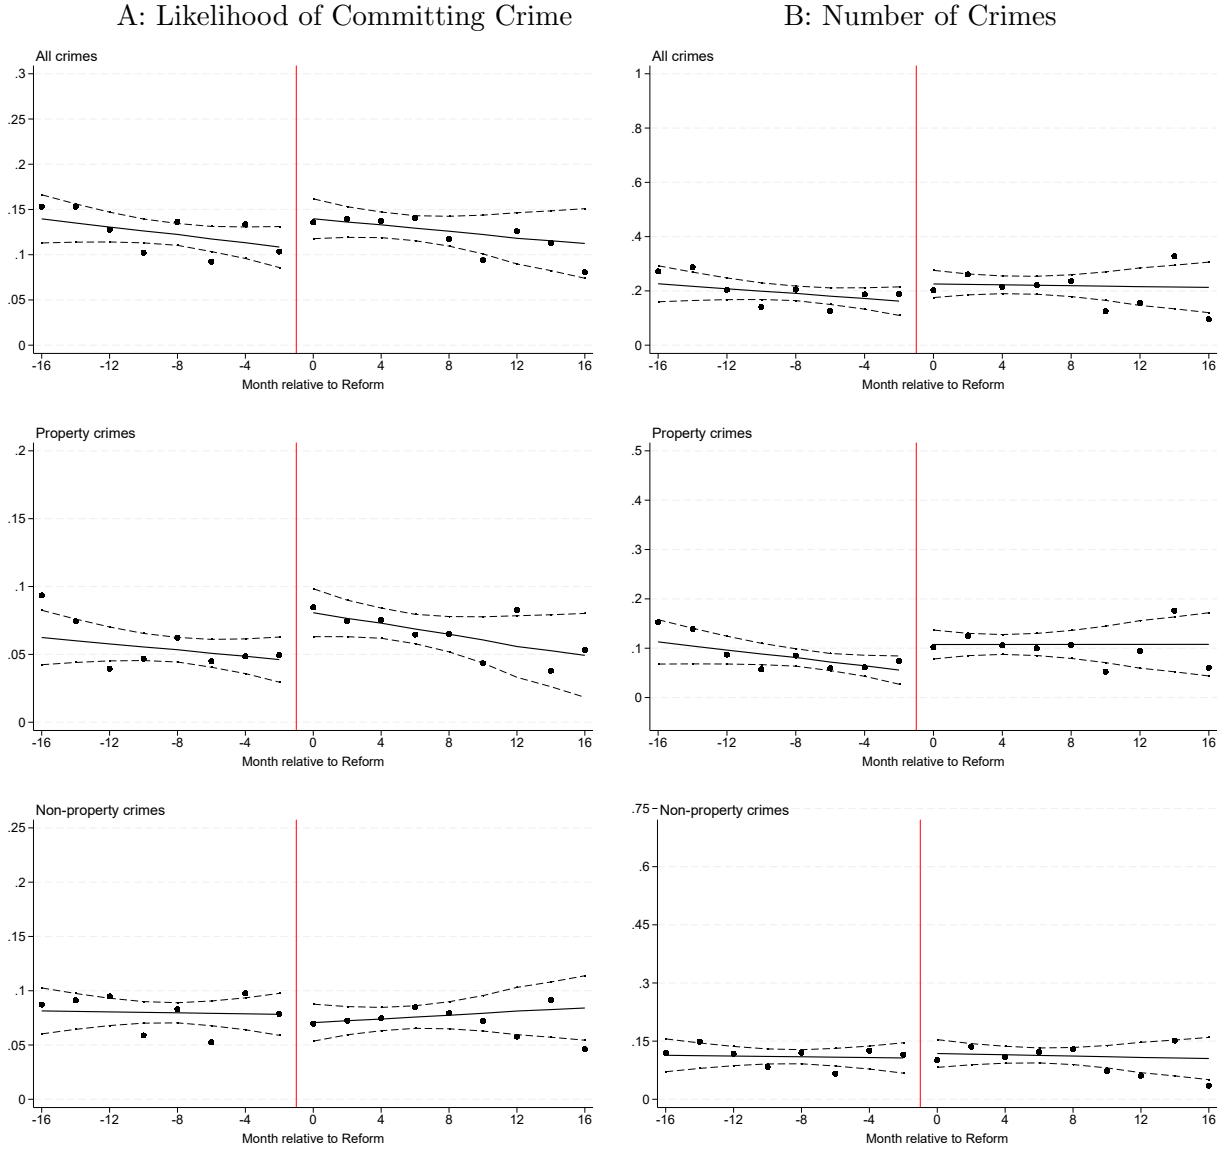 A: Likelihood of Committing Crime
B: Number of Crimes
All crimes
.3
.25
.2
.15
.1
.05
0
-16 -12 -8 -4 0 4 8 12 16
Month relative to Reform
All crimes
1
.8
.6
.4
.2
0
-16 -12 -8 -4 0 4 8 12 16
Month relative to Reform
Property crimes
.2
.15
.1
.05
0
-16 -12 -8 -4 0 4 8 12 16
Month relative to Reform
Property crimes
.5
.4
.3
.2
.1
0
-16 -12 -8 -4 0 4 8 12 16
Month relative to Reform
Non-property crimes
.25
.2
.15
.1
.05
0
-16 -12 -8 -4 0 4 8 12 16
Month relative to Reform
Non-property crimes
.75
.6
.45
.3
.15
0
-16 -12 -8 -4 0 4 8 12 16
Month relative to Reform